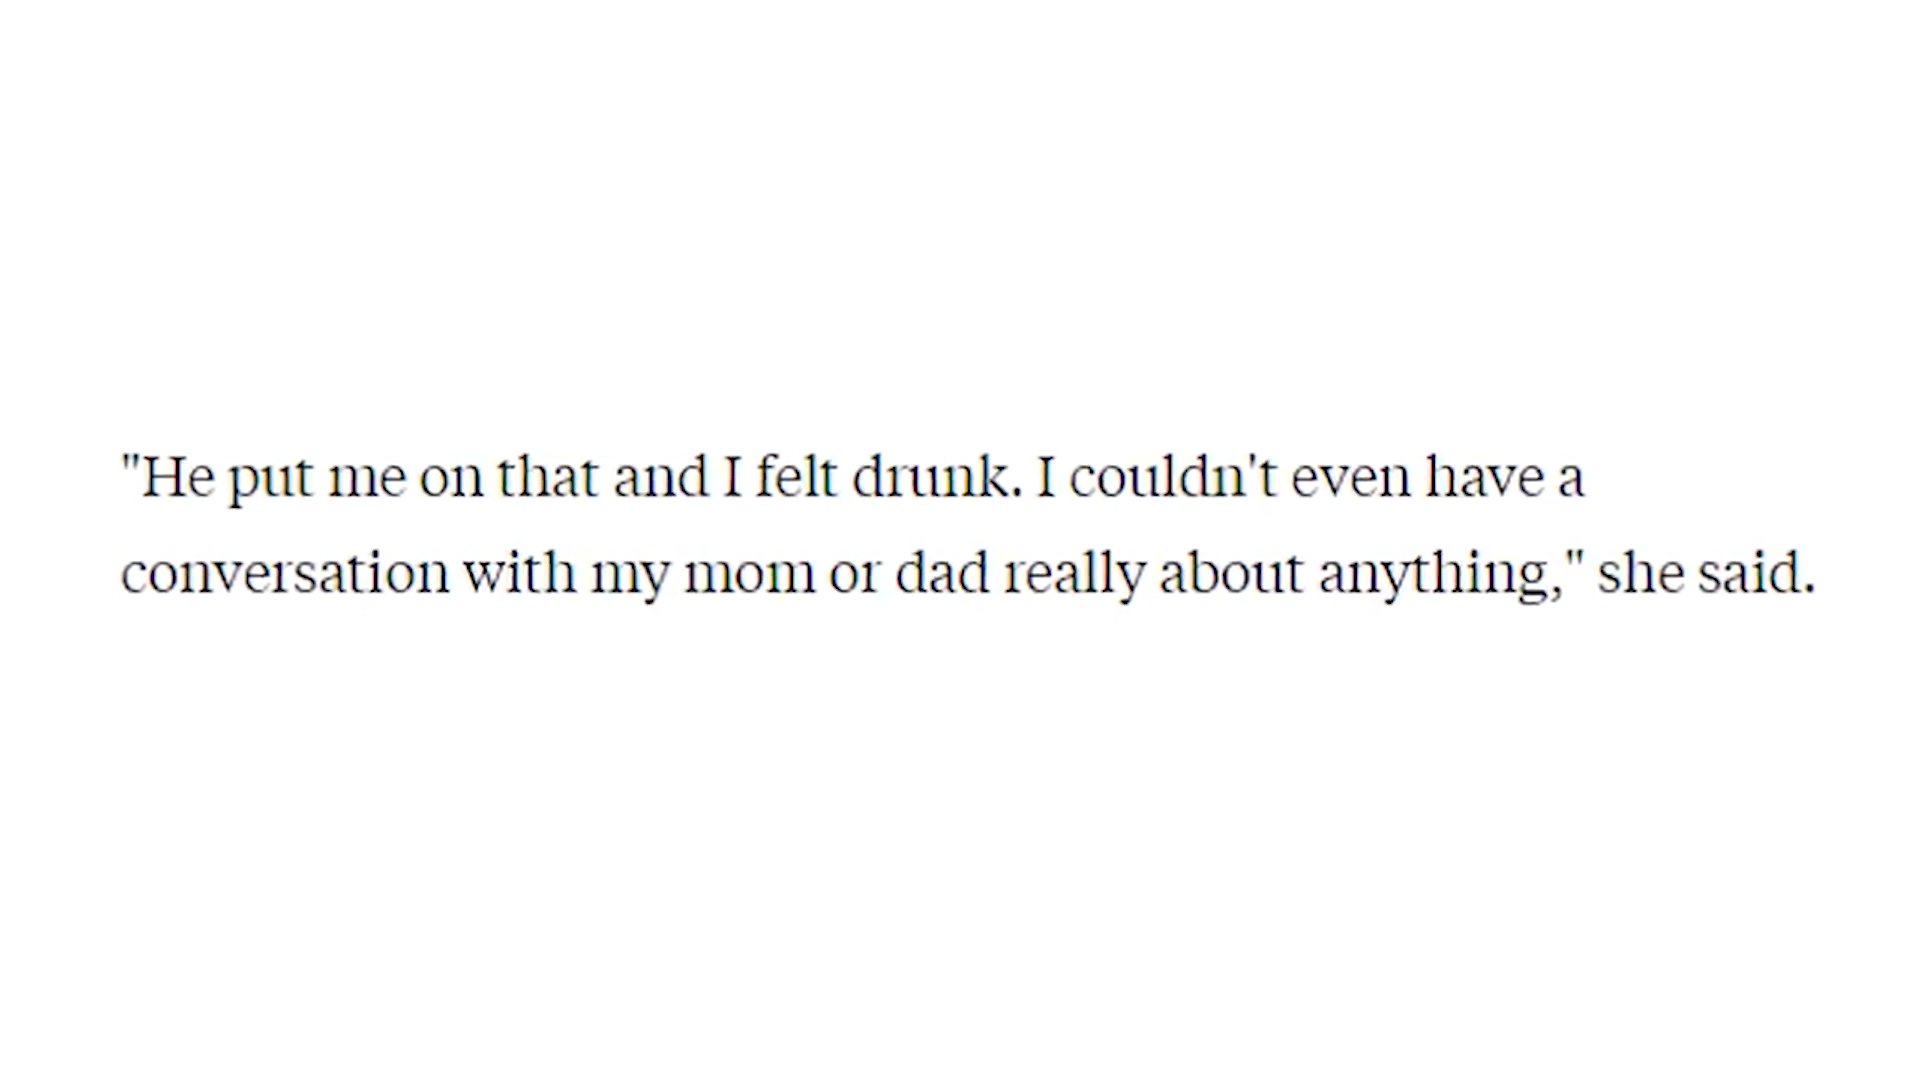 "He put me on that and I felt drunk. I couldn't even have a
conversation with my mom or dad really about anything," she said.